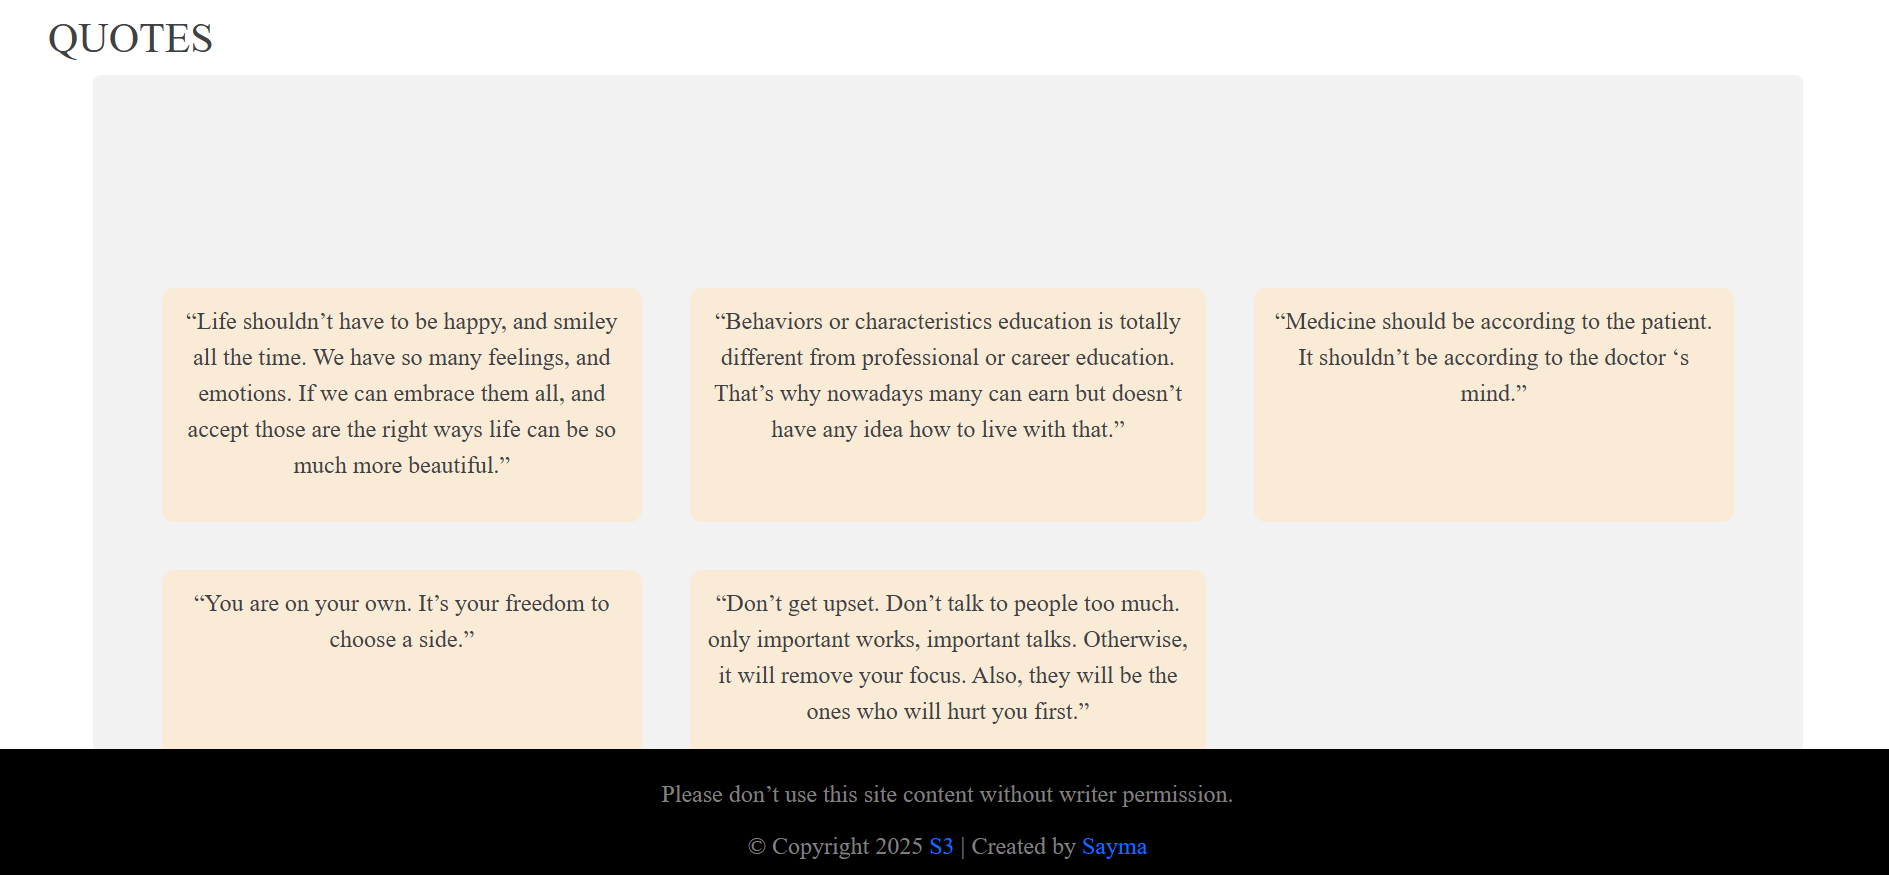 QUOTES
“Life shouldn’t have to be happy, and smiley
all the time. We have so many feelings, and
emotions. If we can embrace them all, and
accept those are the right ways life can be so
much more beautiful.”
“Behaviors or characteristics education is totally
different from professional or career education.
That’s why nowadays many can earn but doesn’t
have any idea how to live with that.”
“Medicine should be according to the patient.
It shouldn’t be according to the doctor ‘s
mind.”
“You are on your own. It’s your freedom to
choose a side.”
“Don’t get upset. Don’t talk to people too much.
only important works, important talks. Otherwise,
it will remove your focus. Also, they will be the
ones who will hurt you first.”
Please don’t use this site content without writer permission.
© Copyright 2025 S3 | Created by Sayma